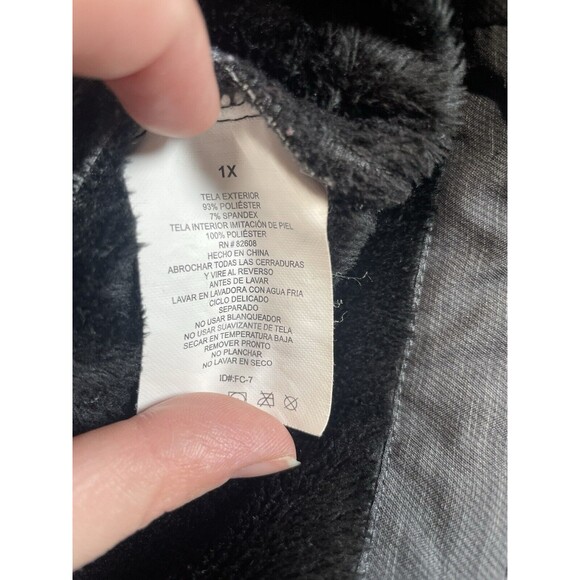 1X
TELA EXTERIOR
93% POLIÉSTER
7% SPANDEX
TELA INTERIOR IMITACIÓN DE PIEL
100% POLIÉSTER
RN # 82608
HECHO EN CHINA
ABROCHAR TODAS LAS CERRADURAS
Y VIRE AL REVERSO
ANTES DE LAVAR
LAVAR EN LAVADORA CON AGUA FRIA
CICLO DELICADO
SEPARADO
NO USAR BLANQUEADOR
NO USAR SUAVIZANTE DE TELA
SECAR EN TEMPERATURA BAJA
REMOVER PRONTO
NO PLANCHAR
NO LAVAR EN SECO
ID#:FC-7